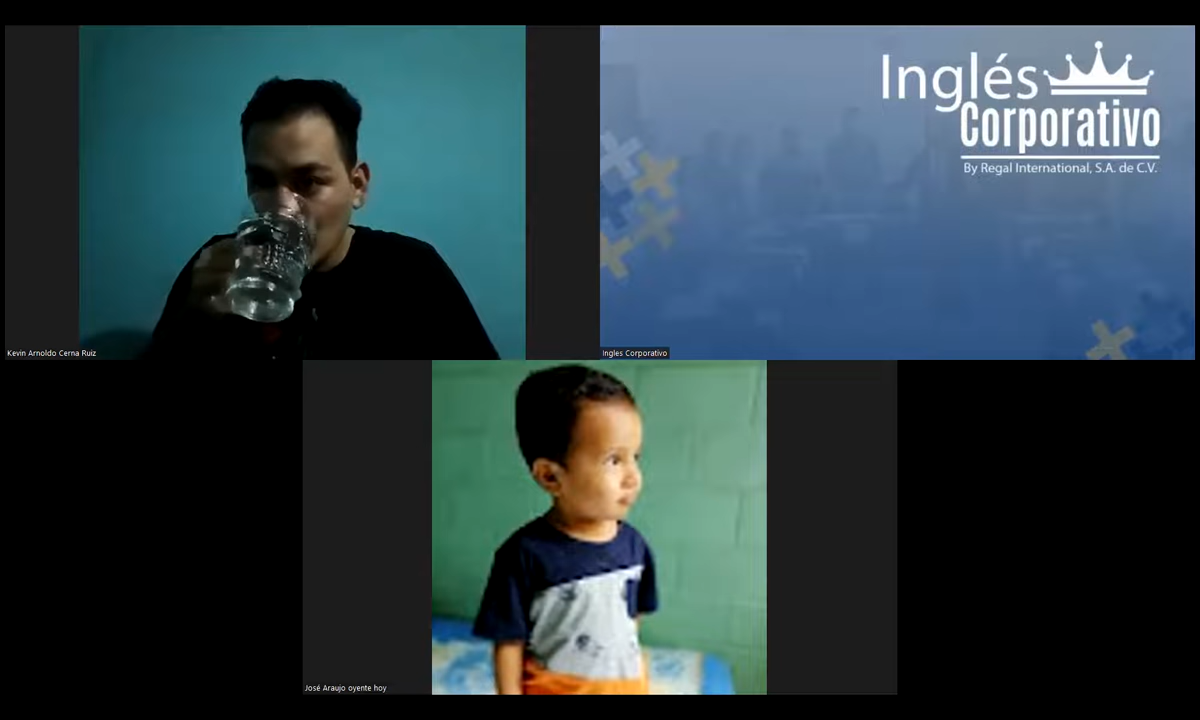 Inglés
Corporativo
By Regal International, S.A. de C.V.
Kevin Arnoldo Cerna Ruiz
Ingles Corporativo
José Araujo oyente hoy